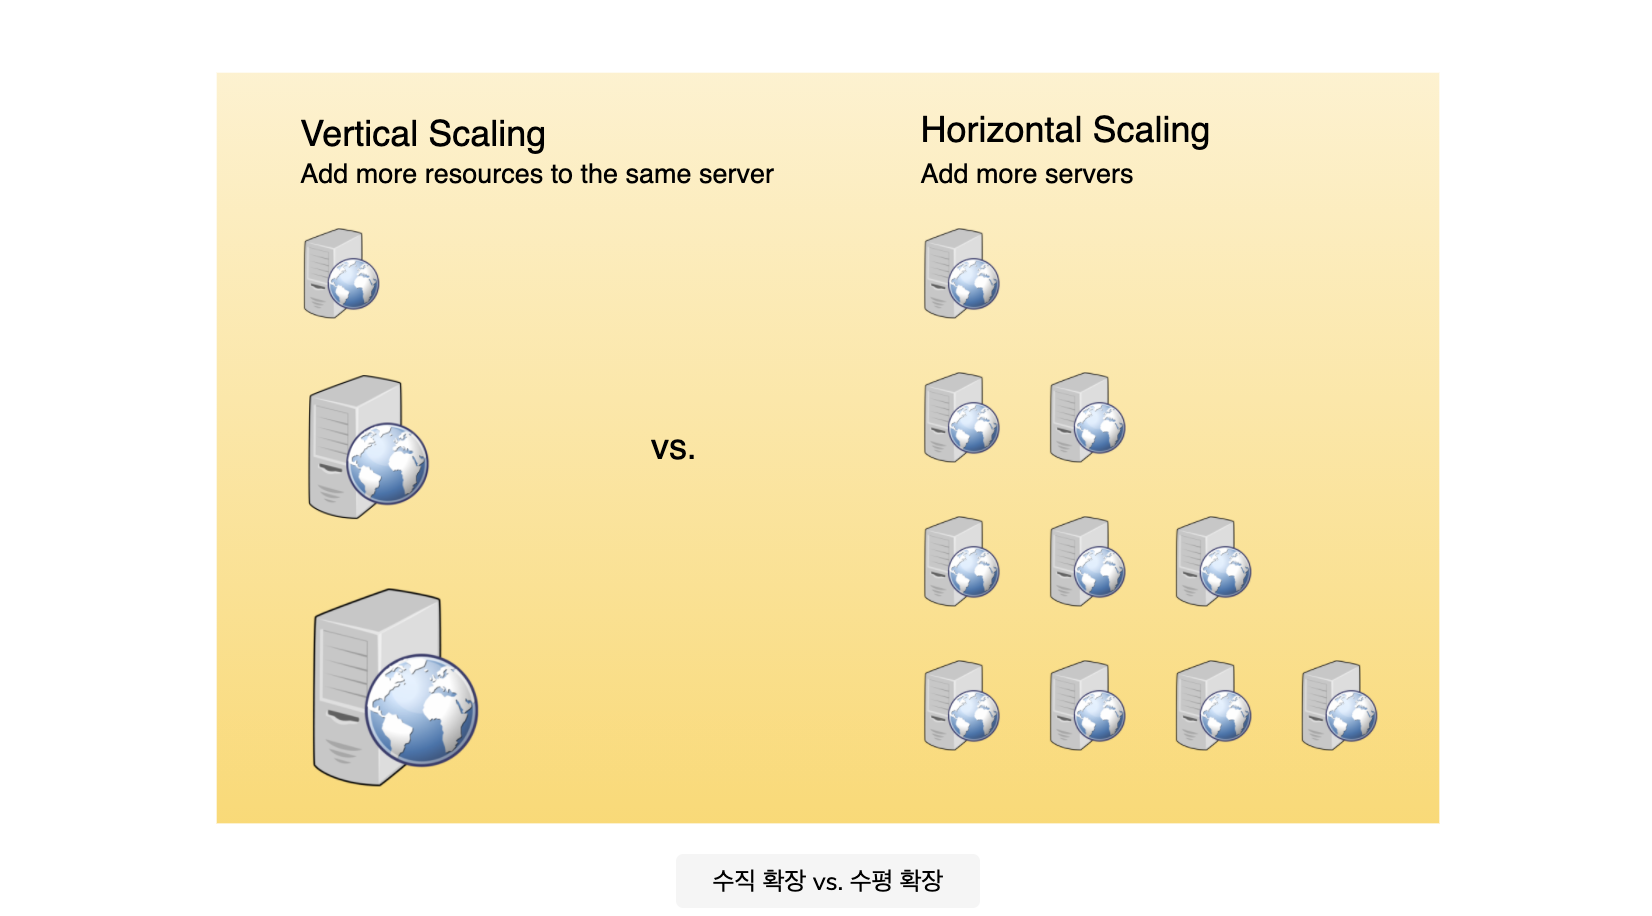 Vertical Scaling
Add more resources to the same server
Horizontal Scaling
Add more servers
vs.
수직 확장 vs. 수평 확장